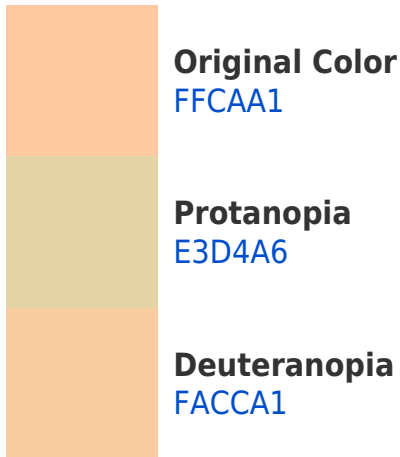 Original Color
FFCAA1
Protanopia
E3D4A6
Deuteranopia
FACCA1